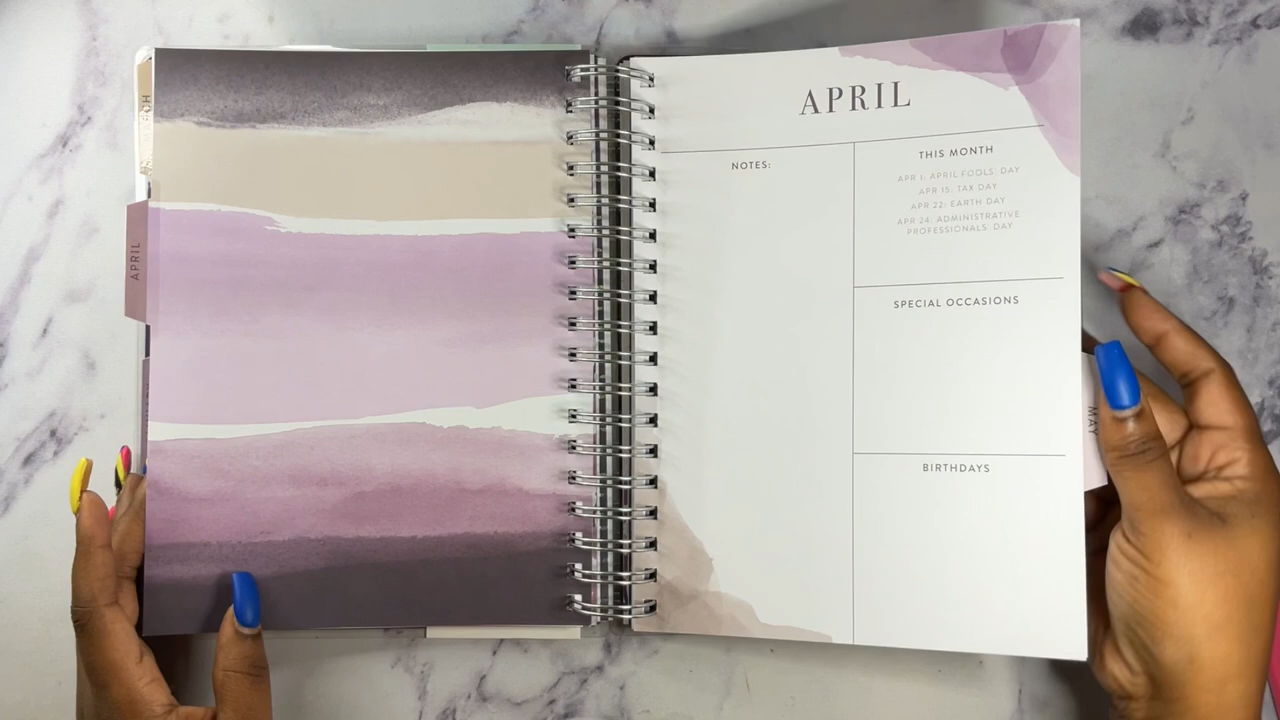 MARCH
APRIL
APRIL
NOTES:
THIS MONTH
APR 1: APRIL FOOLS' DAY
APR 15: TAX DAY
APR 22: EARTH DAY
APR 24: ADMINISTRATIVE
PROFESSIONALS' DAY
SPECIAL OCCASIONS
BIRTHDAYS
MAY